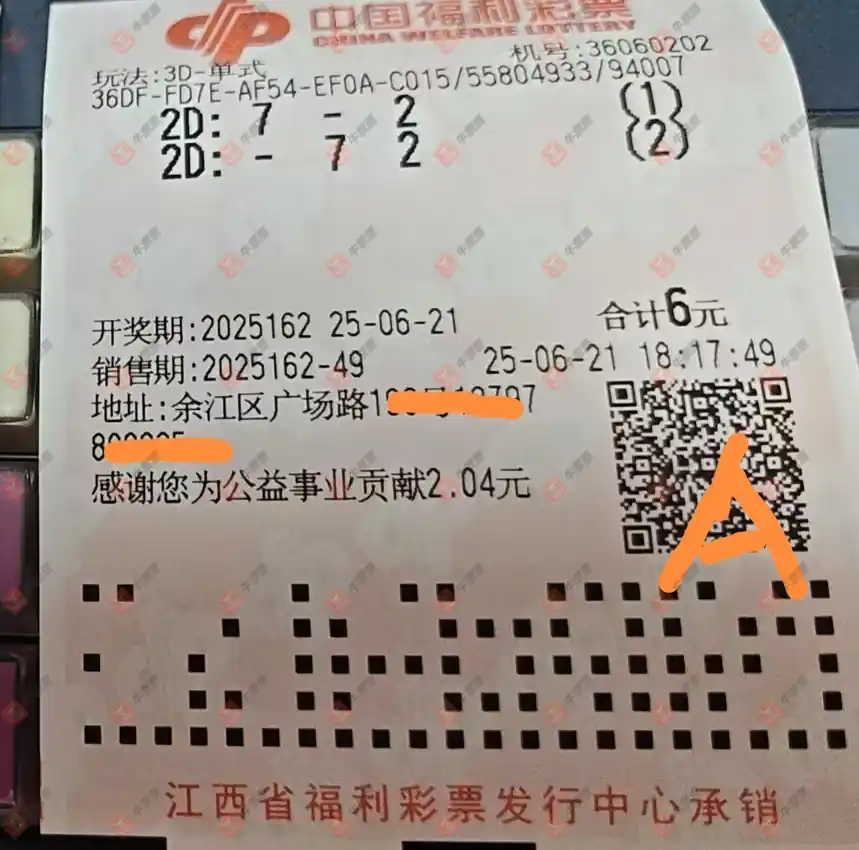 中国福利彩票
CHINA WELFARE LOTTERY
机号:36060202
玩法:3D-单式
36DF-FD7E-AF54-EF0A-C015/55804933/94007
2D: 7 - 2 (1)
2D: - 7 2 (2)
开奖期:2025162 25-06-21 合计6元
销售期:2025162-49 25-06-21 18:17:49
地址:余江区广场路
感谢您为公益事业贡献2.04元
A
江西省福利彩票发行中心承销